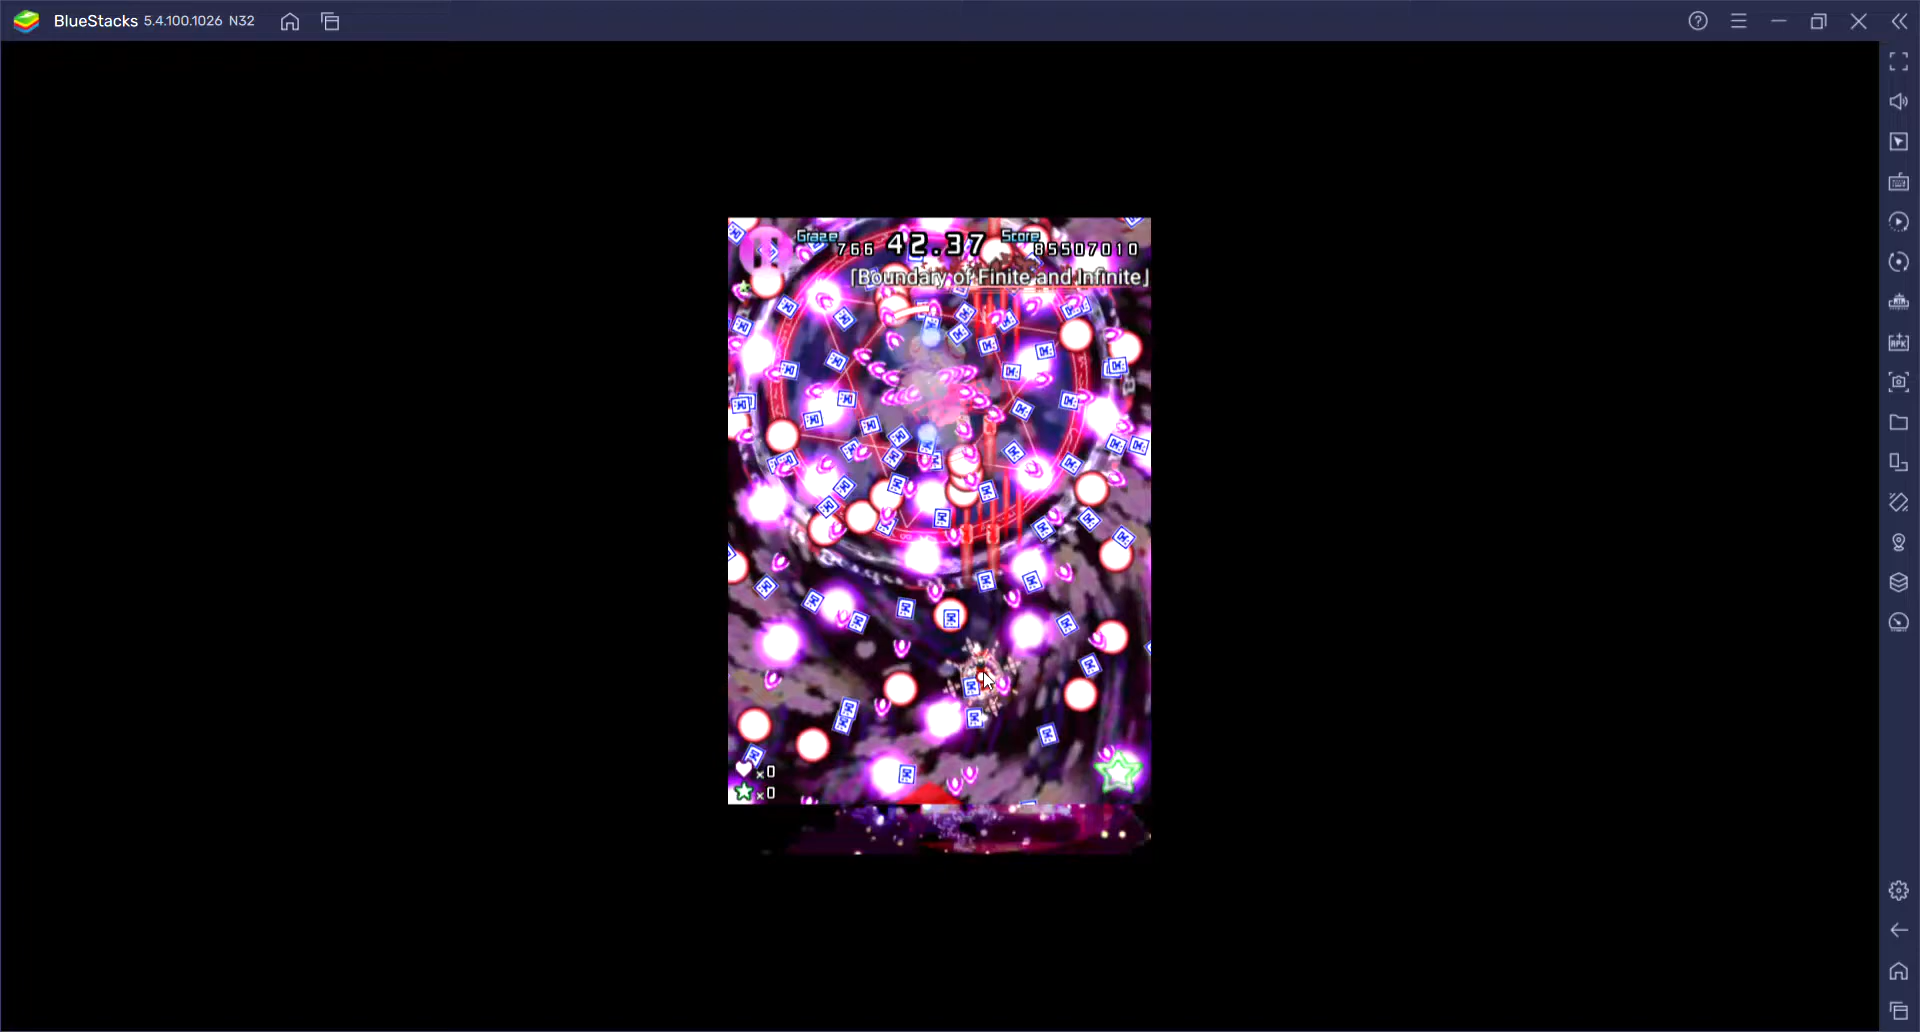 BlueStacks 5.4.100.1026 N32
Graze 766 42.37 Score 85507010
「Boundary of Finite and Infinite」
×0
×0